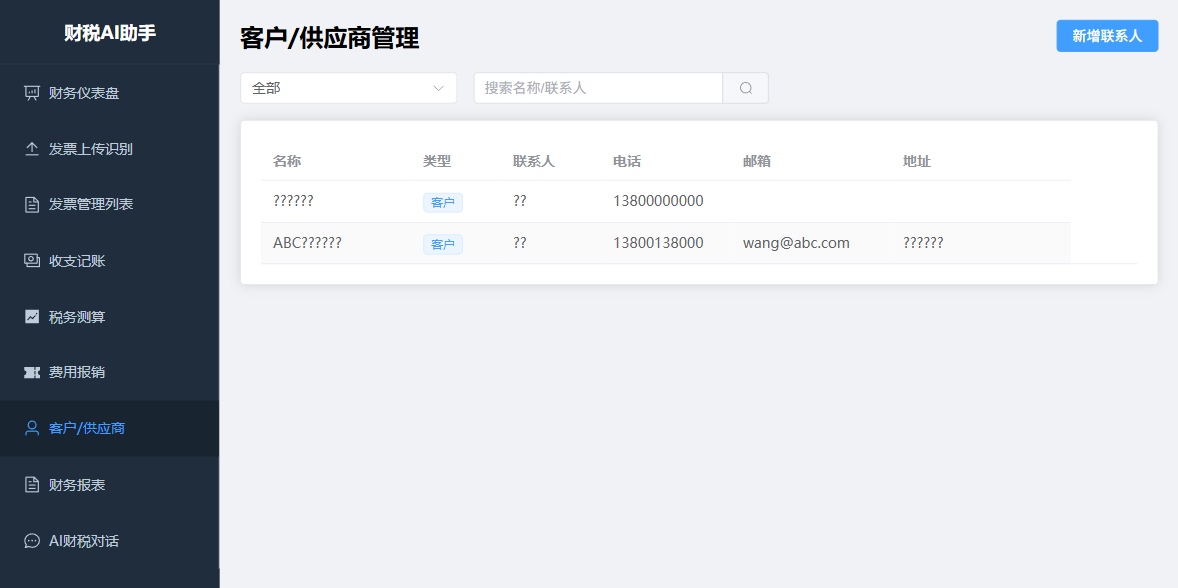 财税AI助手
财务仪表盘
发票上传识别
发票管理列表
收支记账
税务测算
费用报销
客户/供应商
财务报表
AI财税对话
客户/供应商管理
新增联系人
全部
搜索名称/联系人
名称 类型 联系人 电话 邮箱 地址
?????? 客户 ?? 13800000000
ABC?????? 客户 ?? 13800138000 wang@abc.com ??????